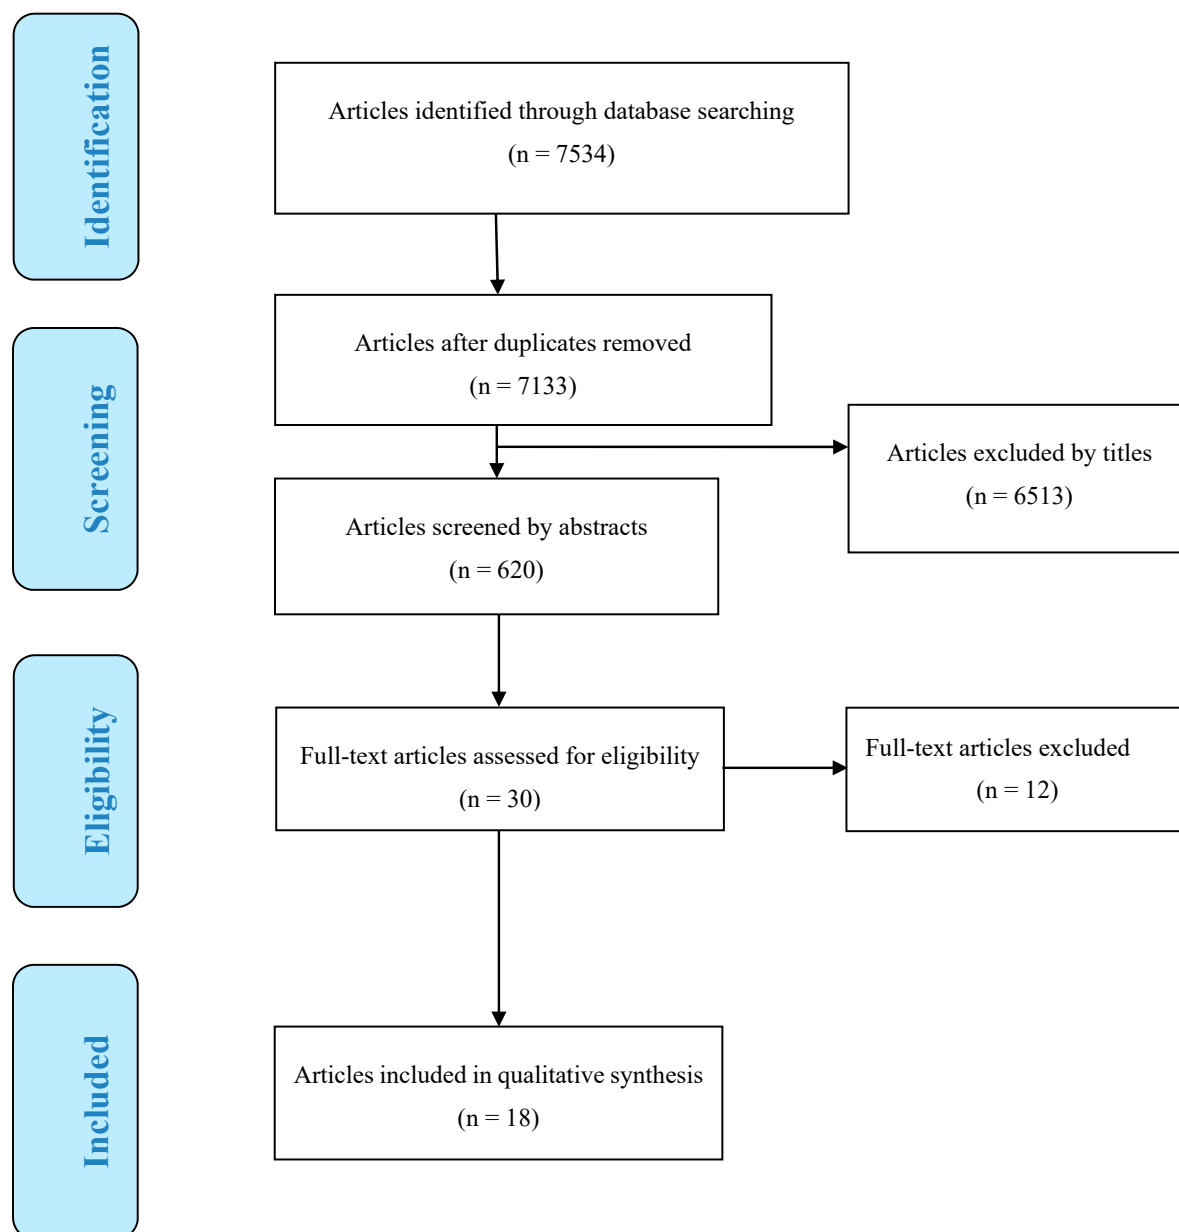 Identification
Articles identified through database searching
(n = 7534)
Articles after duplicates removed
(n = 7133)
Screening
Articles excluded by titles
(n = 6513)
Articles screened by abstracts
(n = 620)
Eligibility
Full-text articles assessed for eligibility
(n = 30)
Full-text articles excluded
(n = 12)
Included
Articles included in qualitative synthesis
(n = 18)